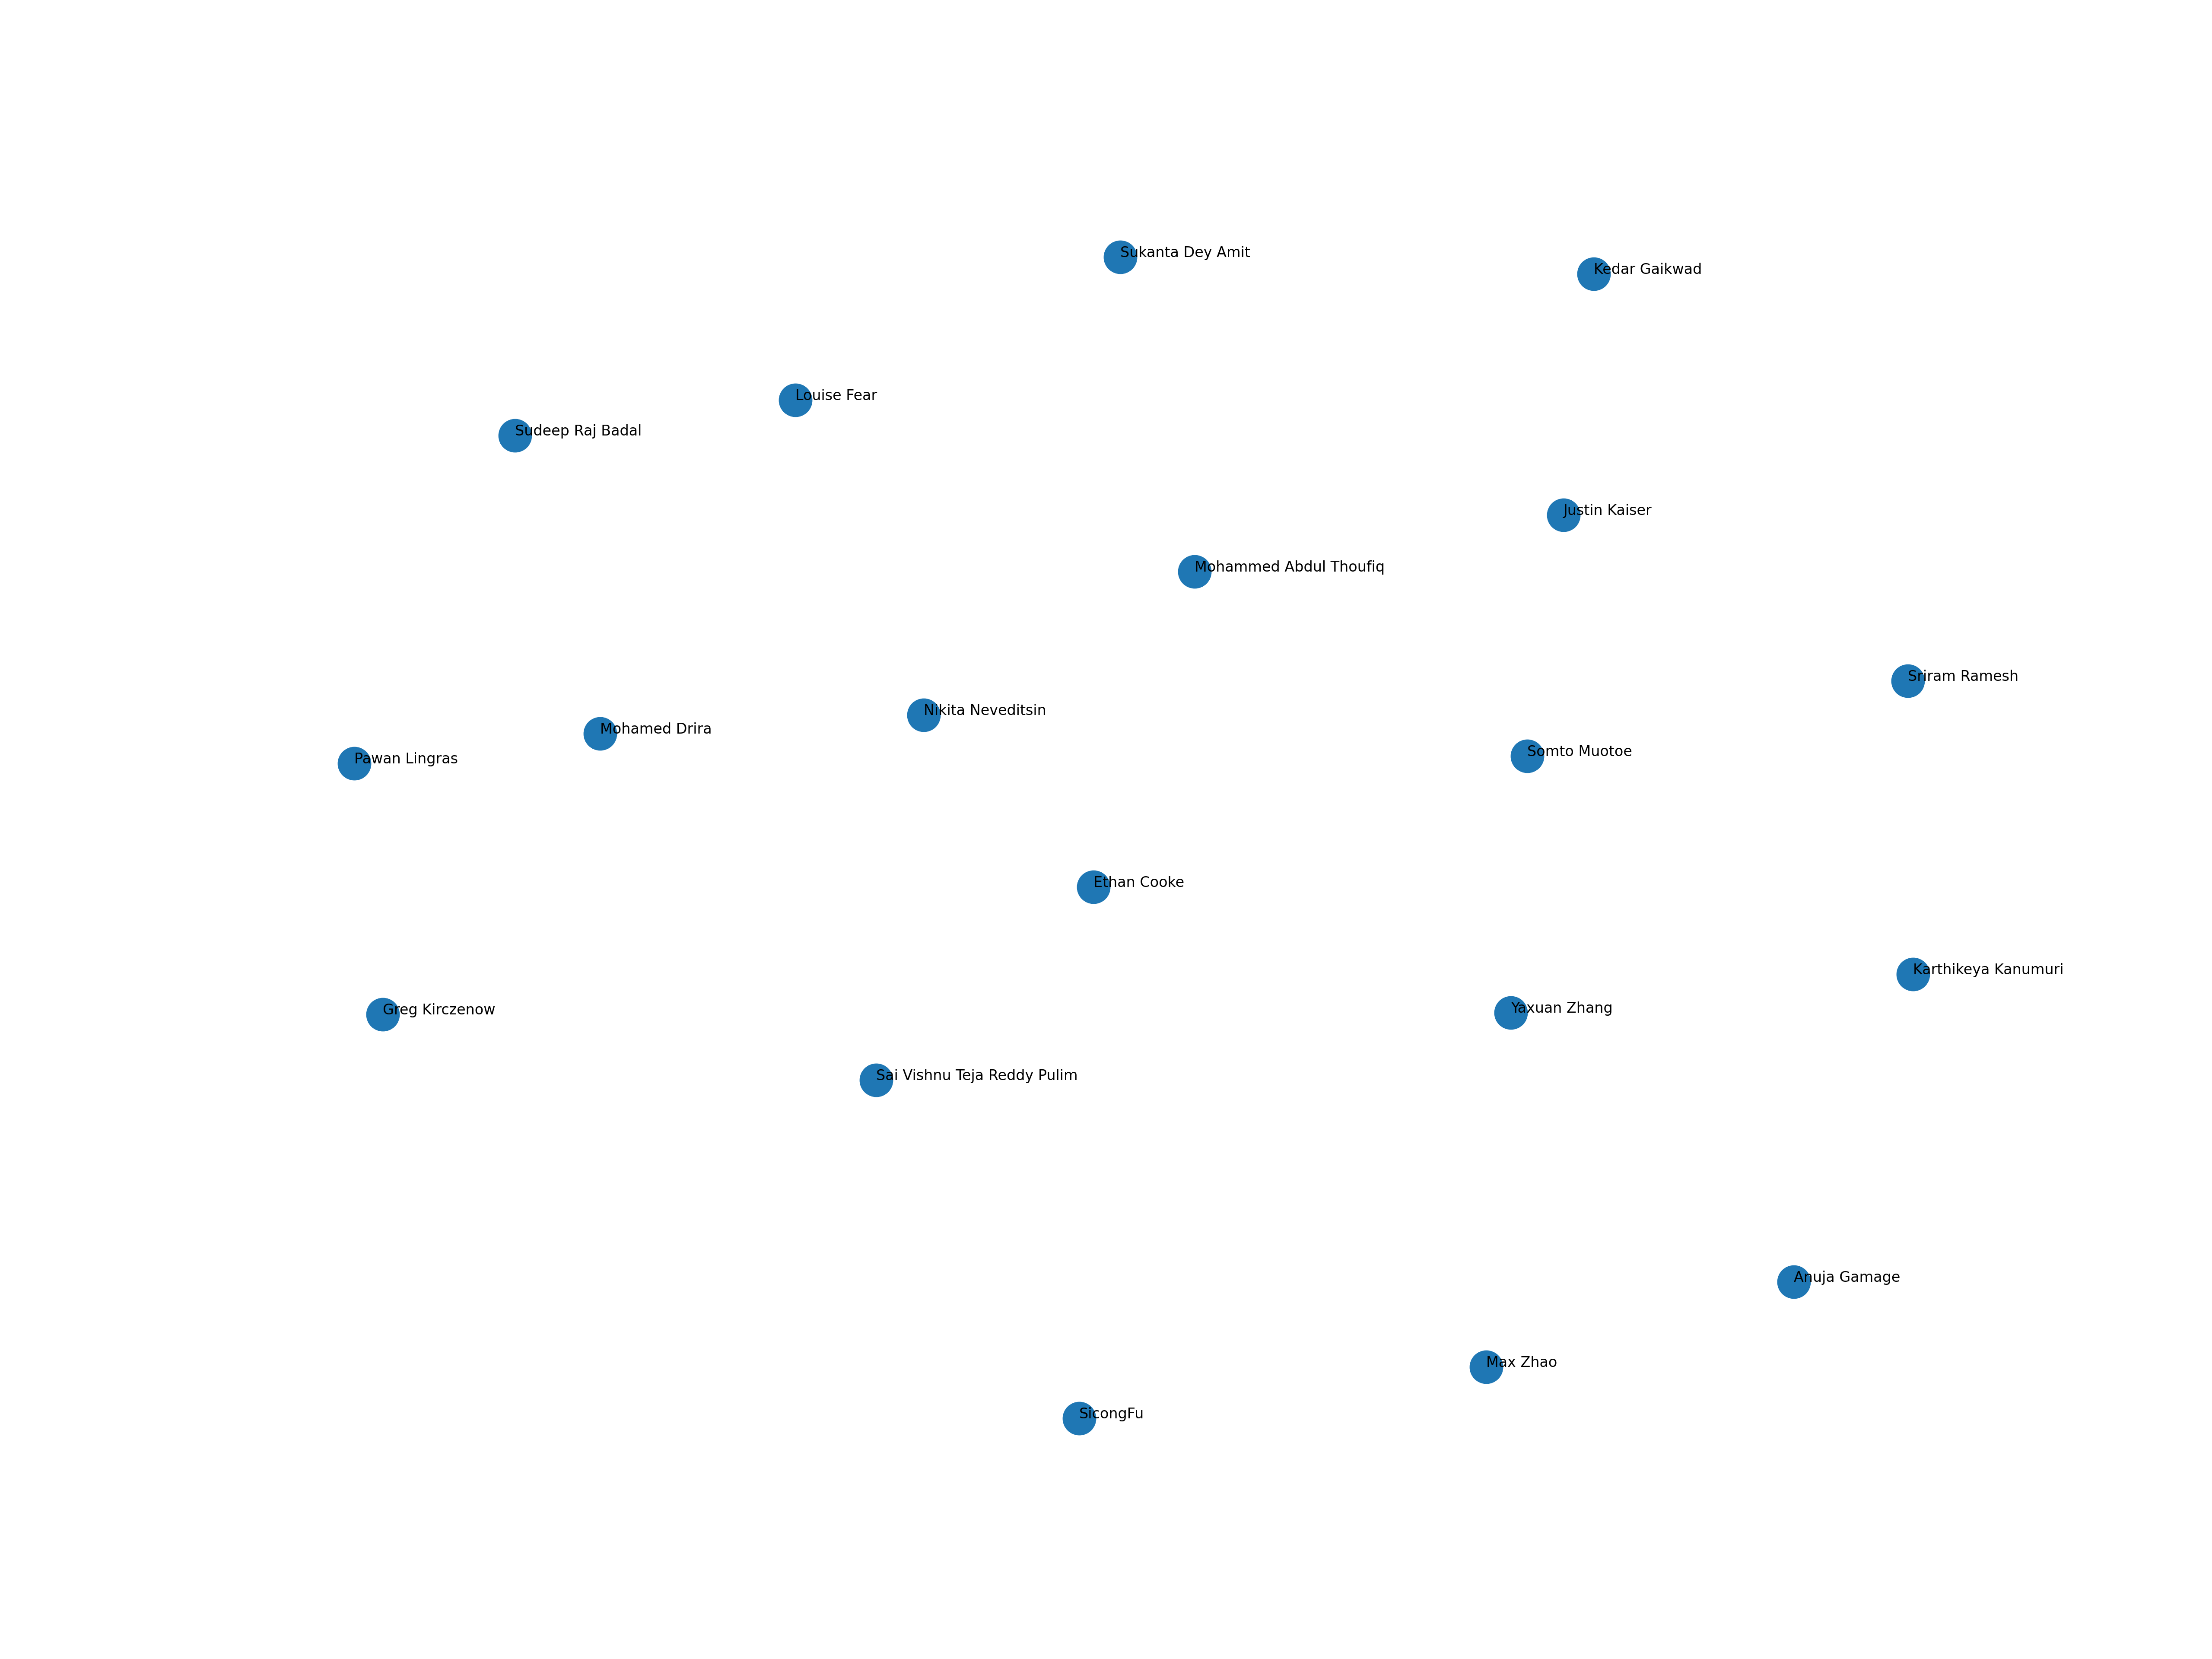 Sukanta Dey Amit
Kedar Gaikwad
Louise Fear
Sudeep Raj Badal
Justin Kaiser
Mohammed Abdul Thoufiq
Sriram Ramesh
Nikita Neveditsin
Mohamed Drira
Somto Muotoe
Pawan Lingras
Ethan Cooke
Karthikeya Kanumuri
Yaxuan Zhang
Greg Kirczenow
Sai Vishnu Teja Reddy Pulim
Anuja Gamage
Max Zhao
SicongFu